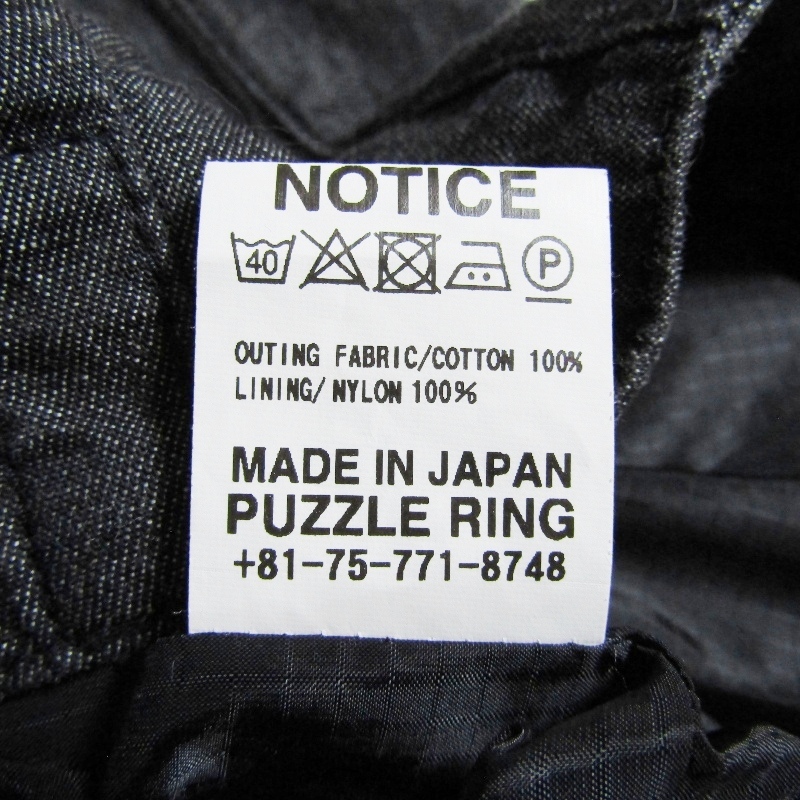 NOTICE
40 P
OUTING FABRIC/COTTON 100%
LINING/NYLON 100%
MADE IN JAPAN
PUZZLE RING
+81-75-771-8748